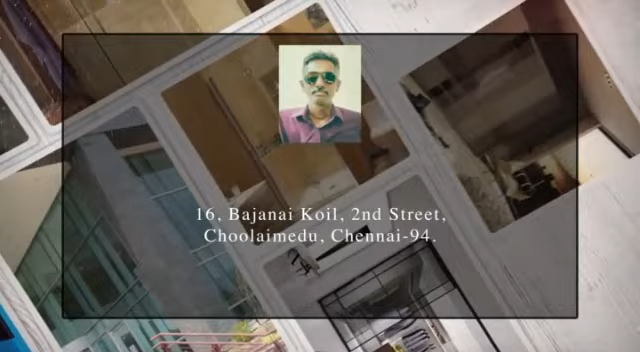 16, Bajanai Koil, 2nd Street,
Choolaimedu, Chennai-94.